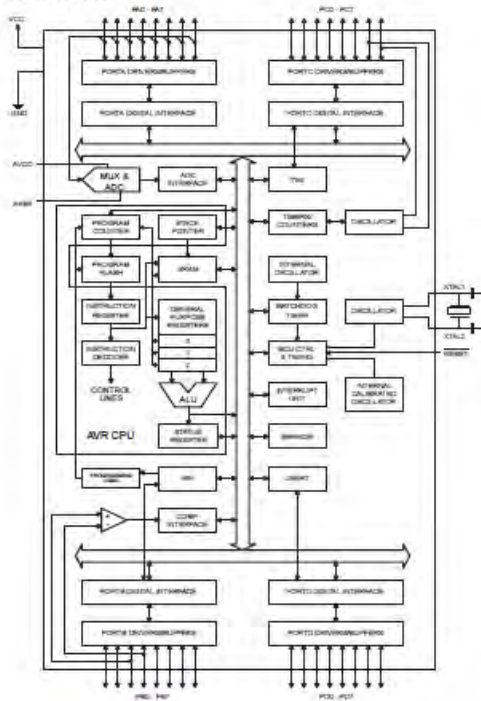 VCC
PA0 - PA7
PC0 - PC7
PORTA DRIVERS/BUFFERS
PORTC DRIVERS/BUFFERS
GND
PORTA DIGITAL INTERFACE
PORTC DIGITAL INTERFACE
AVCC
MUX &
ADC
ADC
INTERFACE
TWI
AREF
PROGRAM
COUNTER
STACK
POINTER
TIMERS/
COUNTERS
OSCILLATOR
PROGRAM
FLASH
SRAM
INTERNAL
OSCILLATOR
XTAL1
INSTRUCTION
REGISTER
GENERAL
PURPOSE
REGISTERS
WATCHDOG
TIMER
OSCILLATOR
XTAL2
X
Y
Z
INSTRUCTION
DECODER
MCU CTRL.
& TIMING
RESET
CONTROL
LINES
ALU
INTERRUPT
UNIT
INTERNAL
CALIBRATED
OSCILLATOR
AVR CPU
STATUS
REGISTER
EEPROM
PROGRAMMING
LOGIC
SPI
USART
+
-
COMP.
INTERFACE
PORTB DIGITAL INTERFACE
PORTD DIGITAL INTERFACE
PORTB DRIVERS/BUFFERS
PORTD DRIVERS/BUFFERS
PB0 - PB7
PD0 - PD7